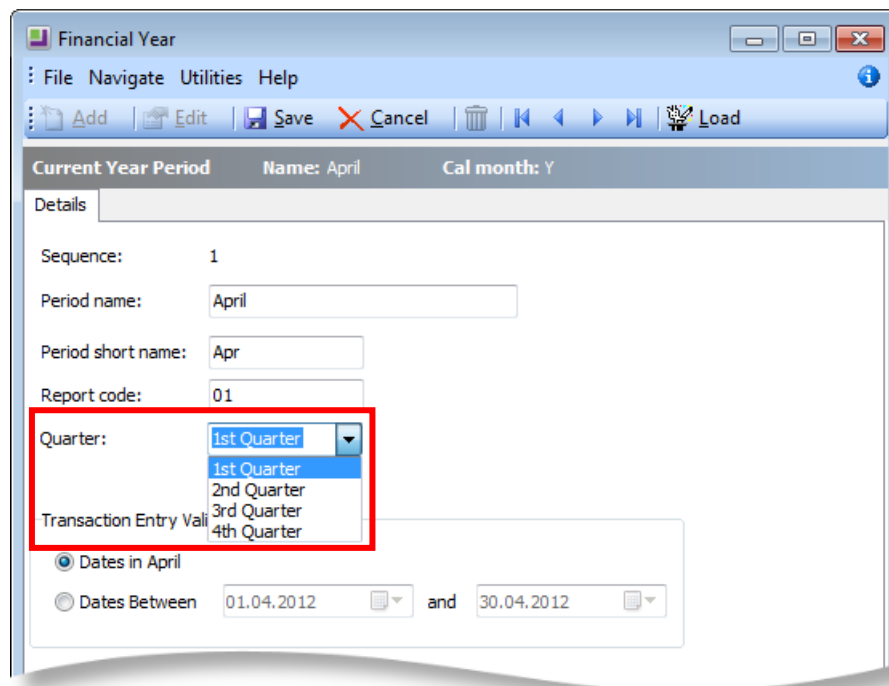 Financial Year
File Navigate Utilities Help
Add Edit Save Cancel Load
Current Year Period Name: April Cal month: Y
Details
Sequence: 1
Period name: April
Period short name: Apr
Report code: 01
Quarter: 1st Quarter
1st Quarter
2nd Quarter
3rd Quarter
4th Quarter
Transaction Entry Vali
Dates in April
Dates Between 01.04.2012 and 30.04.2012